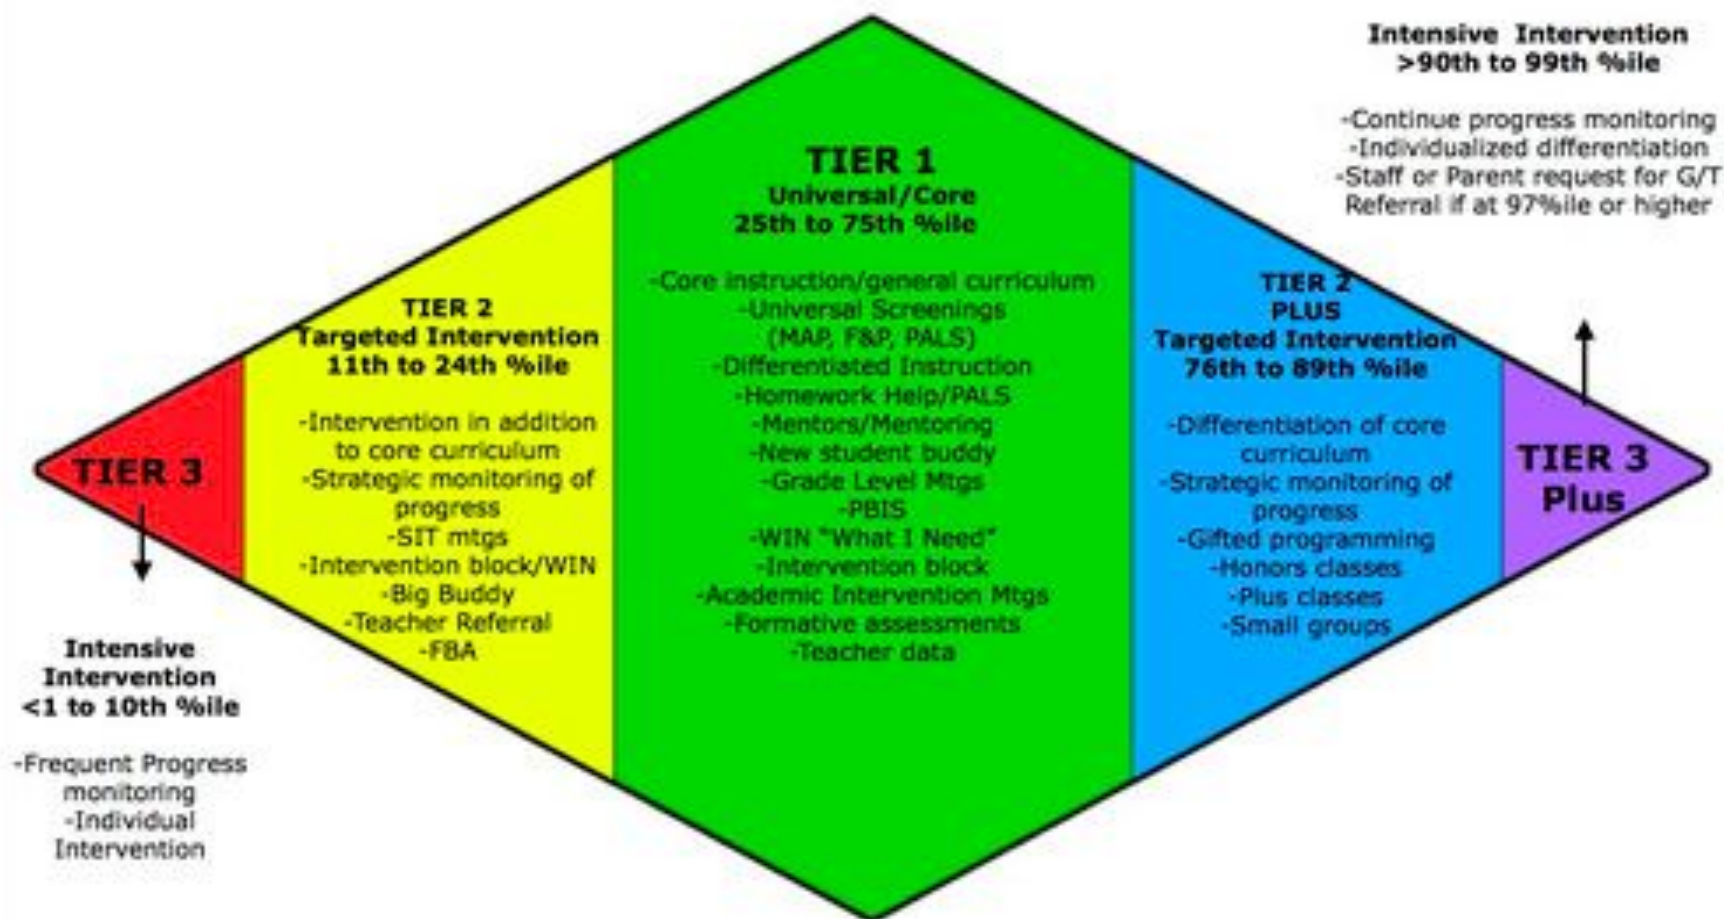 Intensive Intervention
>90th to 99th %ile
-Continue progress monitoring
-Individualized differentiation
-Staff or Parent request for G/T
Referral if at 97%ile or higher
TIER 1
Universal/Core
25th to 75th %ile
-Core instruction/general curriculum
-Universal Screenings
(MAP, F&P, PALS)
-Differentiated Instruction
-Homework Help/PALS
-Mentors/Mentoring
-New student buddy
-Grade Level Mtgs
-PBIS
-WIN "What I Need"
-Intervention block
-Academic Intervention Mtgs
-Formative assessments
-Teacher data
TIER 2
Targeted Intervention
11th to 24th %ile
-Intervention in addition
to core curriculum
-Strategic monitoring of
progress
-SIT mtgs
-Intervention block/WIN
-Big Buddy
-Teacher Referral
-FBA
TIER 2
PLUS
Targeted Intervention
76th to 89th %ile
-Differentiation of core
curriculum
-Strategic monitoring of
progress
-Gifted programming
-Honors classes
-Plus classes
-Small groups
TIER 3
TIER 3
Plus
Intensive
Intervention
<1 to 10th %ile
-Frequent Progress
monitoring
-Individual
Intervention